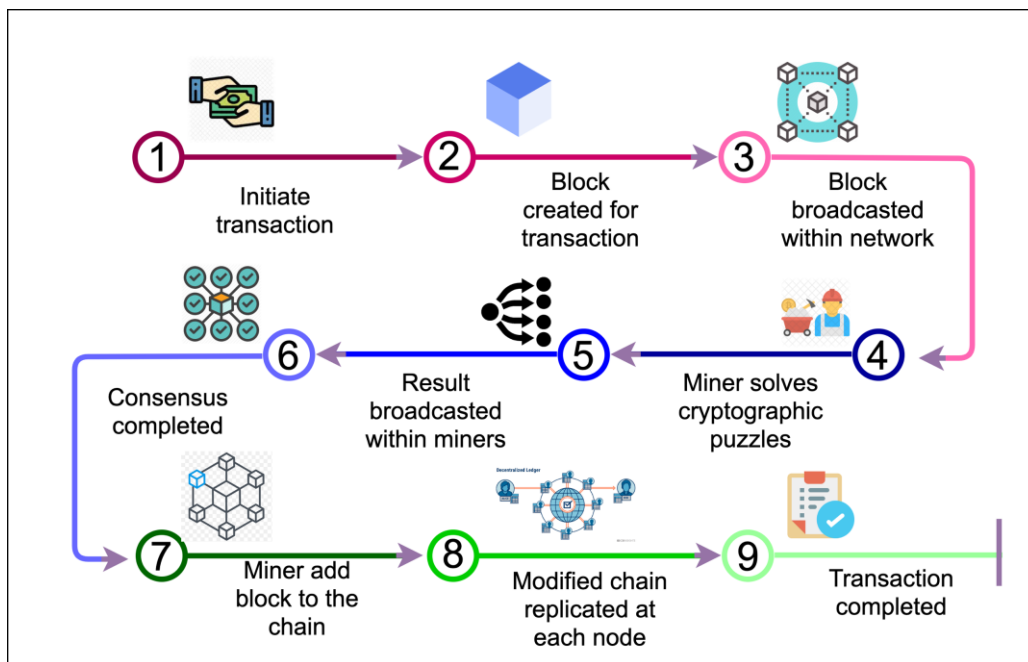 1
2
3
Initiate
transaction
Block
created for
transaction
Block
broadcasted
within network
6
5
4
Consensus
completed
Result
broadcasted
within miners
Miner solves
cryptographic
puzzles
Decentralized Ledger
7
8
9
Miner add
block to the
chain
Modified chain
replicated at
each node
Transaction
completed